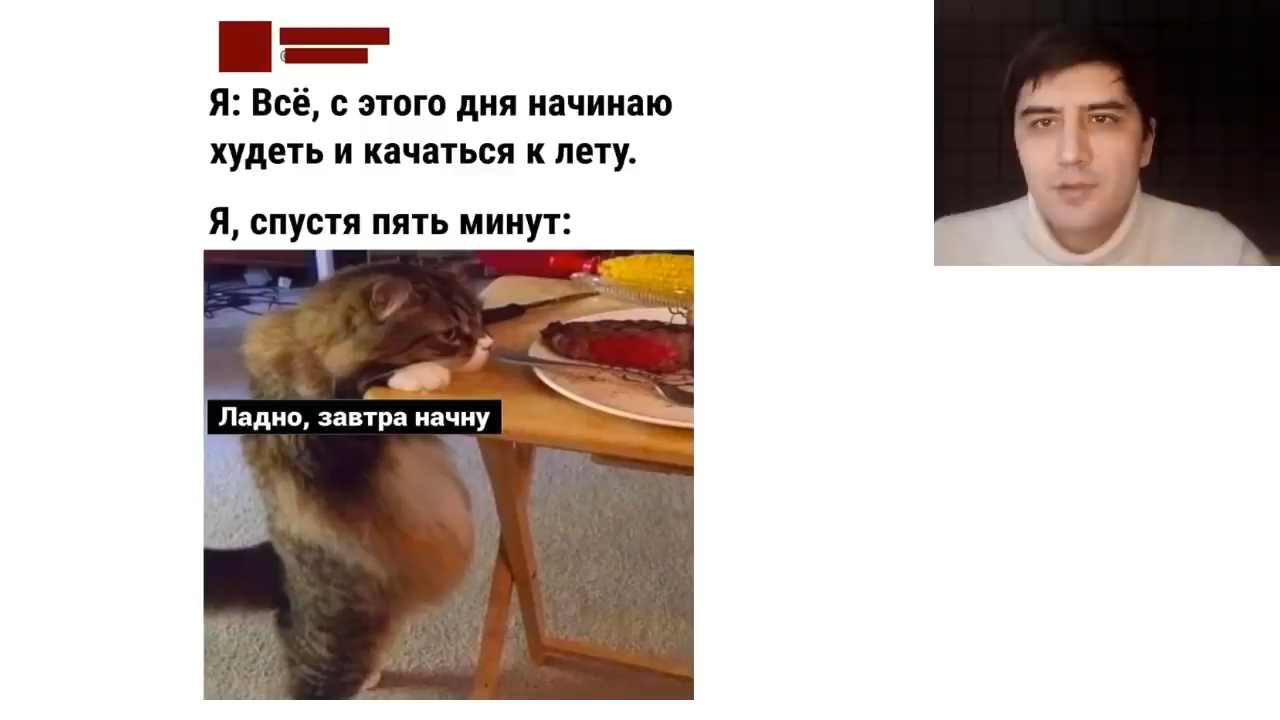 Я: Всё, с этого дня начинаю
худеть и качаться к лету.
Я, спустя пять минут:
Ладно, завтра начну